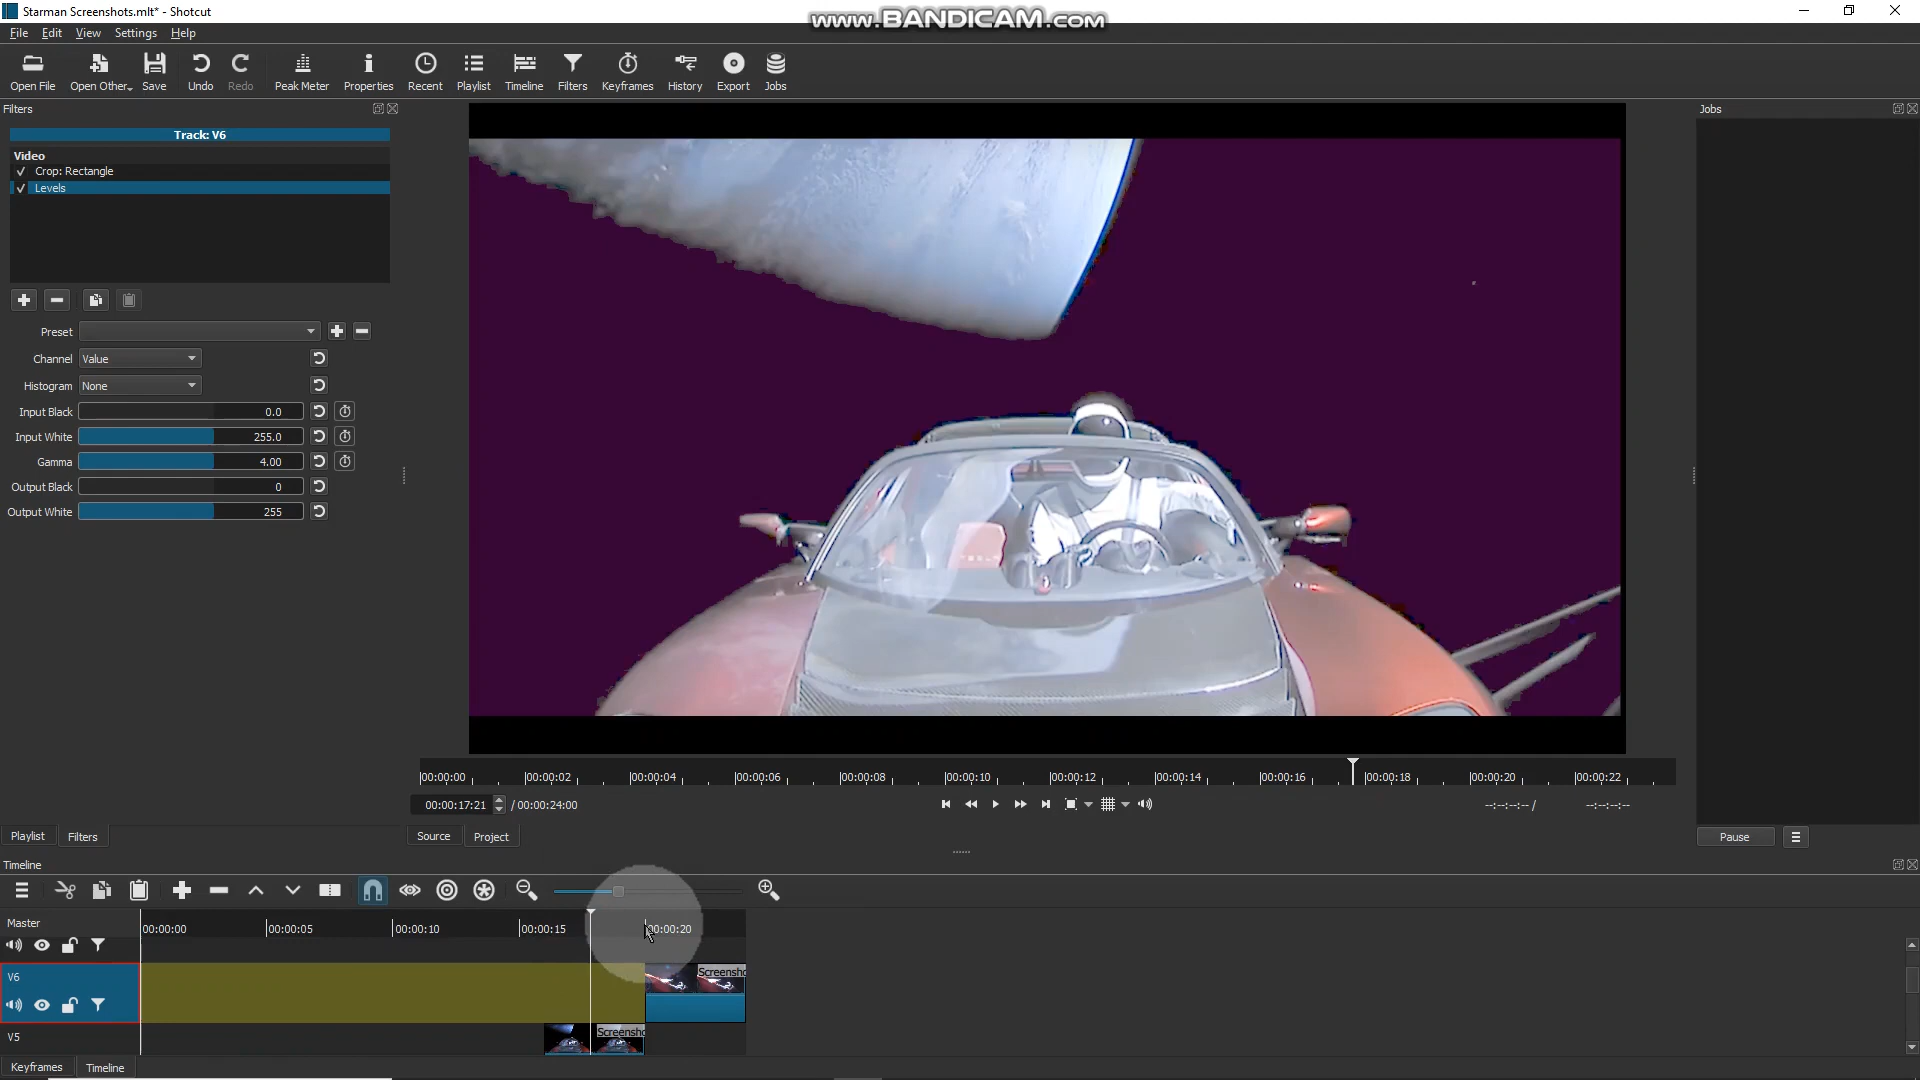 Starman Screenshots.mlt* - Shotcut
www.BANDICAM.com
File Edit View Settings Help
Open File Open Other... Save Undo Redo Peak Meter Properties Recent Playlist Timeline Filters Keyframes History Export Jobs
Filters
Jobs
Track: V6
Video
Crop: Rectangle
Levels
Preset
Channel Value
Histogram None
Input Black 0.0
Input White 255.0
Gamma 4.00
Output Black 0
Output White 255
00:00:00 00:00:02 00:00:04 00:00:06 00:00:08 00:00:10 00:00:12 00:00:14 00:00:16 00:00:18 00:00:20 00:00:22
00:00:17:21 / 00:00:24:00
--:--:--:-- / --:--:--:--
Playlist Filters
Source Project
Pause
Timeline
Master
00:00:00 00:00:05 00:00:10 00:00:15 00:00:20
V6
Screensho
V5
Screensho
Keyframes Timeline